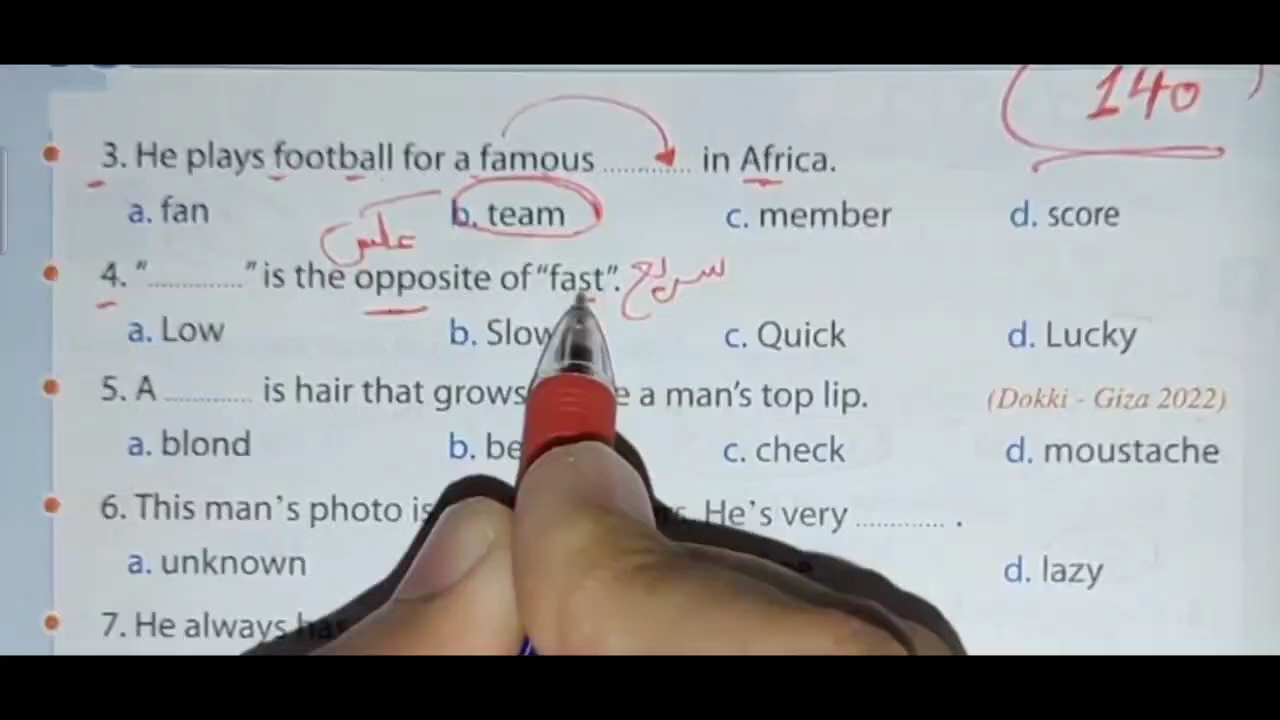 140
3. He plays football for a famous ............ in Africa.
a. fan b. team c. member d. score
عكس
4. "............" is the opposite of "fast". سريع
a. Low b. Slow c. Quick d. Lucky
5. A ............ is hair that grows a man's top lip. (Dokki - Giza 2022)
a. blond b. c. check d. moustache
6. This man's photo is He's very ............ .
a. unknown d. lazy
7. He always has